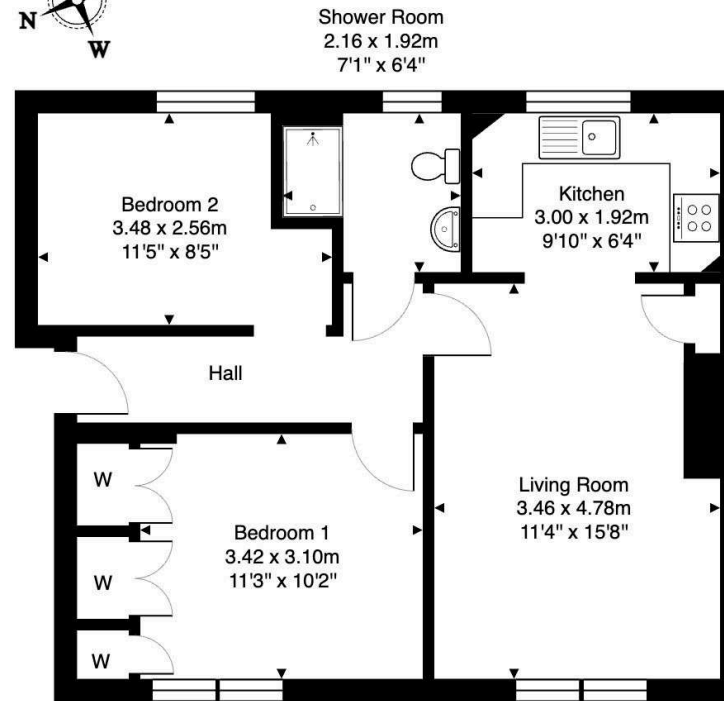 N
W
Shower Room
2.16 x 1.92m
7'1" x 6'4"
Bedroom 2
3.48 x 2.56m
11'5" x 8'5"
Kitchen
3.00 x 1.92m
9'10" x 6'4"
Hall
W
W
W
Bedroom 1
3.42 x 3.10m
11'3" x 10'2"
Living Room
3.46 x 4.78m
11'4" x 15'8"